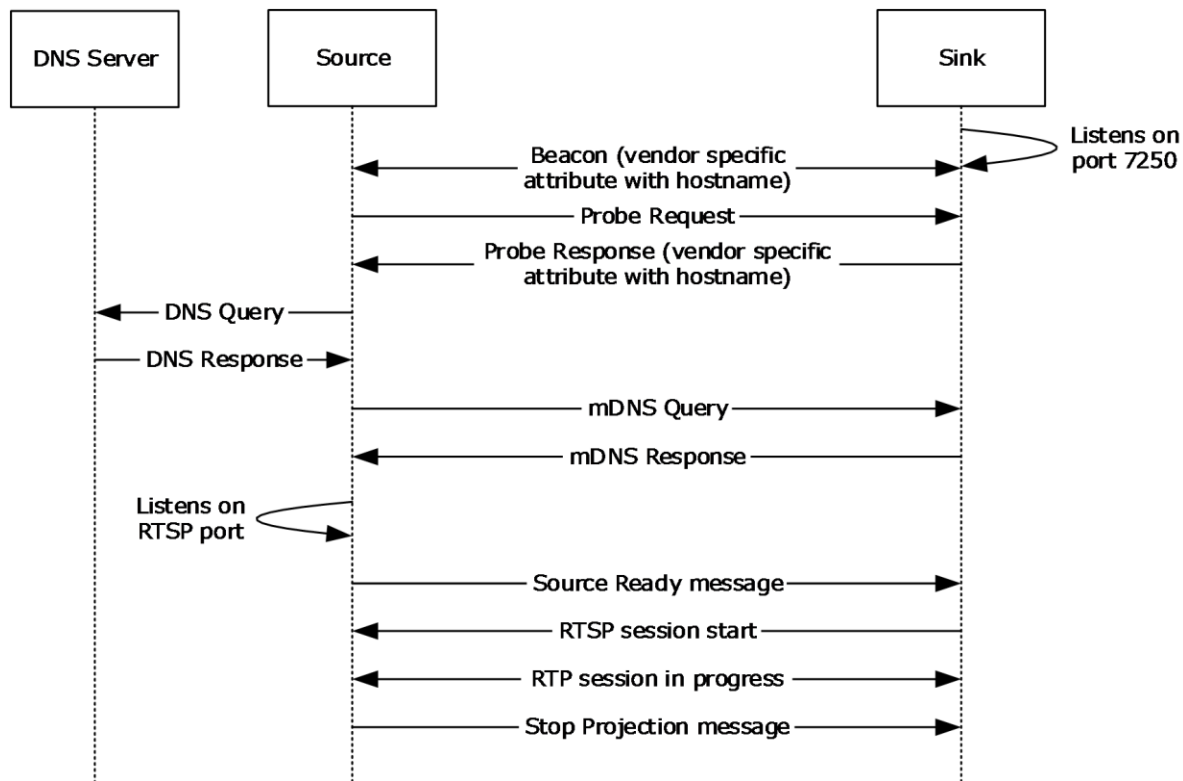 DNS Server
Source
Sink
Listens on
port 7250
Beacon (vendor specific
attribute with hostname)
Probe Request
Probe Response (vendor specific
attribute with hostname)
DNS Query
DNS Response
mDNS Query
mDNS Response
Listens on
RTSP port
Source Ready message
RTSP session start
RTP session in progress
Stop Projection message